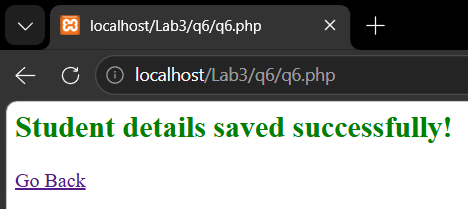 localhost/Lab3/q6/q6.php
localhost/Lab3/q6/q6.php
Student details saved successfully!
Go Back